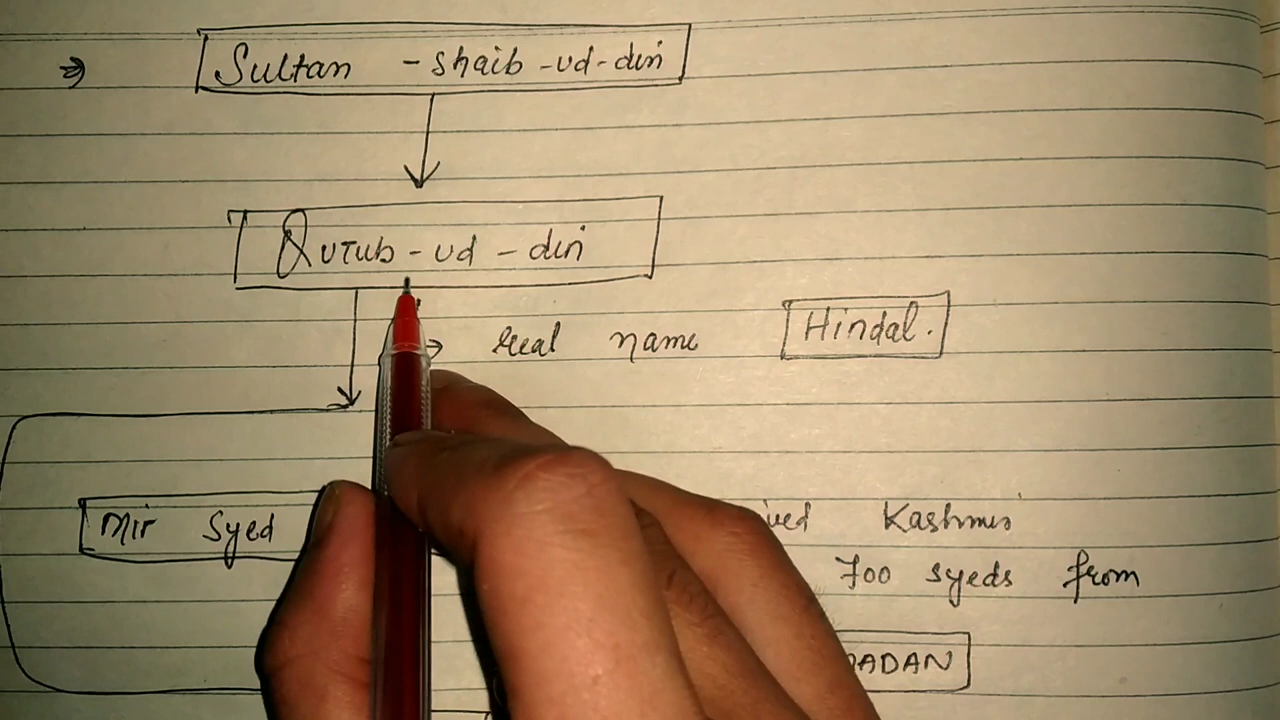 Sultan - Shaib-ud-din
Qutub-ud-din
→ real name Hindal.
Mir Syed Kashmir
700 syeds from